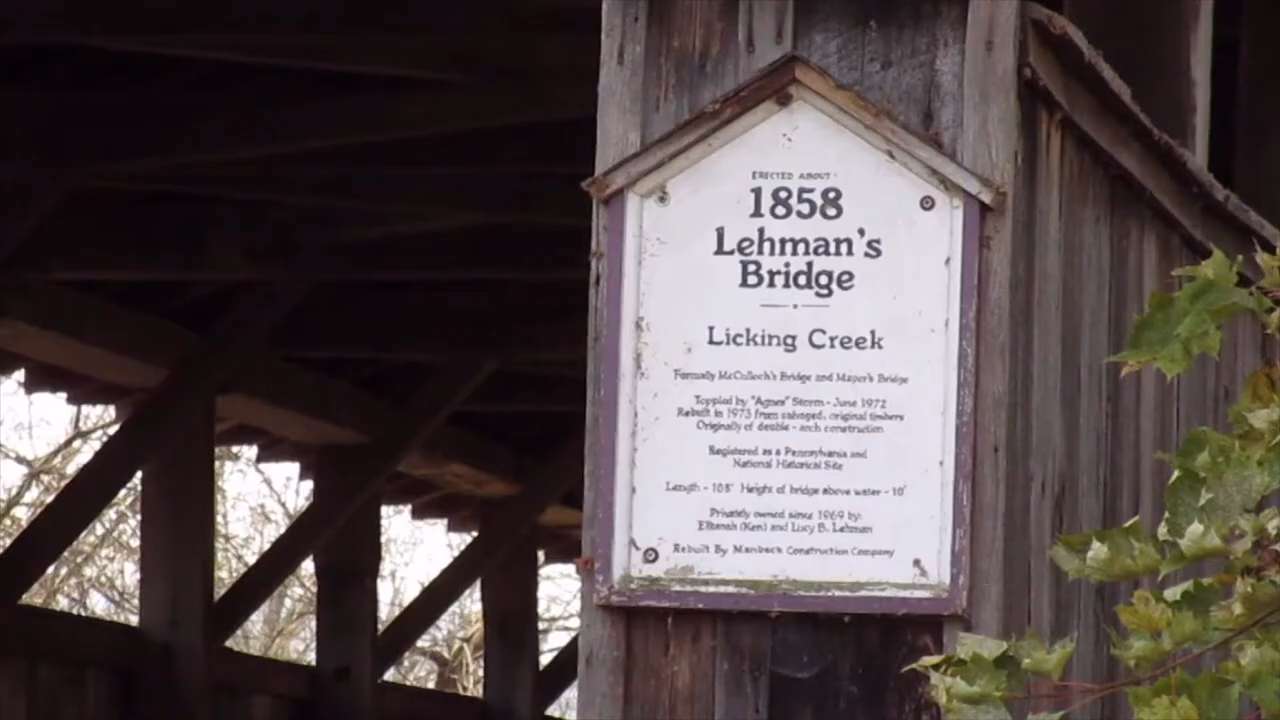 ERECTED ABOUT
1858
Lehman's
Bridge
Licking Creek
Formally McCulloch's Bridge and Mayer's Bridge
Toppled by "Agnes" Storm - June 1972
Rebuilt in 1973 from salvaged, original timbers
Originally of double - arch construction
Registered as a Pennsylvania and
National Historical Site
Length - 108' Height of bridge above water - 10'
Privately owned since 1969 by:
Elkanah (Ken) and Lucy B. Lehman
Rebuilt By Manbeck Construction Company